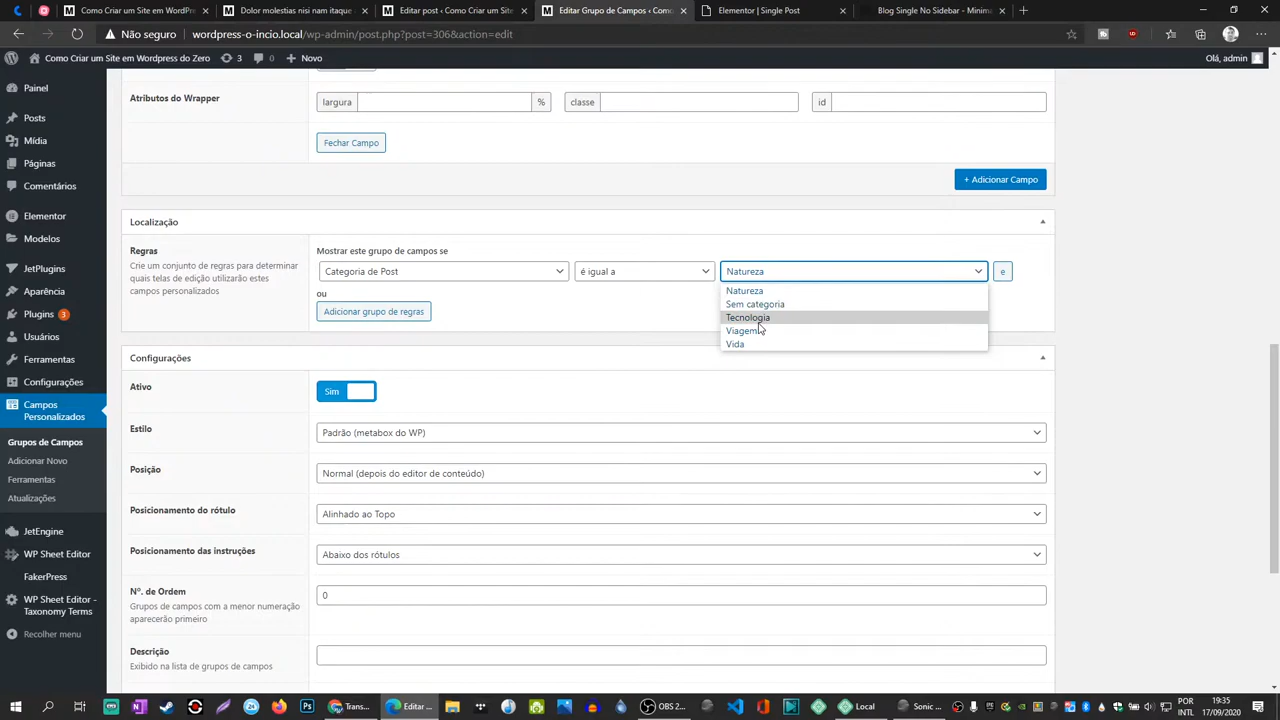 Como Criar um Site em WordPr
Dolor molestias nisi nam itaque
Editar post ‹ Como Criar um Site
Editar Grupo de Campos ‹ Como
Elementor Single Post
Blog Single No Sidebar - Minima
Não seguro
wordpress-o-incio.local/wp-admin/post.php?post=306&action=edit
Como Criar um Site em Wordpress do Zero
3
0
Novo
Olá, admin
Painel
Posts
Mídia
Páginas
Comentários
Elementor
Modelos
JetPlugins
Aparência
Plugins 3
Usuários
Ferramentas
Configurações
Campos
Personalizados
Grupos de Campos
Adicionar Novo
Ferramentas
Atualizações
JetEngine
WP Sheet Editor
FakerPress
WP Sheet Editor -
Taxonomy Terms
Recolher menu
Atributos do Wrapper
largura
%
classe
id
Fechar Campo
+ Adicionar Campo
Localização
Regras
Crie um conjunto de regras para determinar
quais telas de edição utilizarão estes
campos personalizados
Mostrar este grupo de campos se
Categoria de Post
é igual a
Natureza
e
Natureza
Sem categoria
Tecnologia
Viagem
Vida
ou
Adicionar grupo de regras
Configurações
Ativo
Sim
Estilo
Padrão (metabox do WP)
Posição
Normal (depois do editor de conteúdo)
Posicionamento do rótulo
Alinhado ao Topo
Posicionamento das instruções
Abaixo dos rótulos
Nº. de Ordem
Grupos de campos com a menor numeração
aparecerão primeiro
0
Descrição
Exibido na lista de grupos de campos
Trans...
Editar ...
OBS 2...
Local
Sonic ...
POR
INTL
19:35
17/09/2020